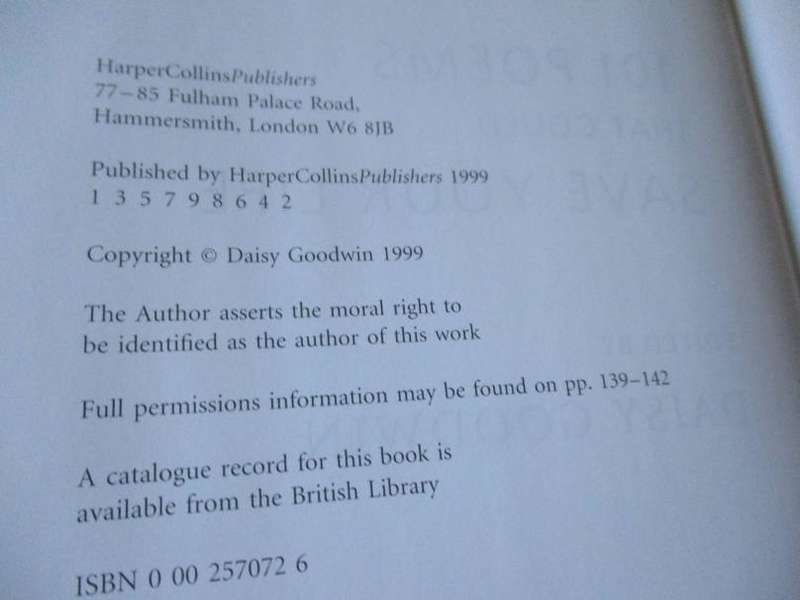 HarperCollinsPublishers
77–85 Fulham Palace Road,
Hammersmith, London W6 8JB
Published by HarperCollinsPublishers 1999
1 3 5 7 9 8 6 4 2
Copyright © Daisy Goodwin 1999
The Author asserts the moral right to
be identified as the author of this work
Full permissions information may be found on pp. 139–142
A catalogue record for this book is
available from the British Library
ISBN 0 00 257072 6